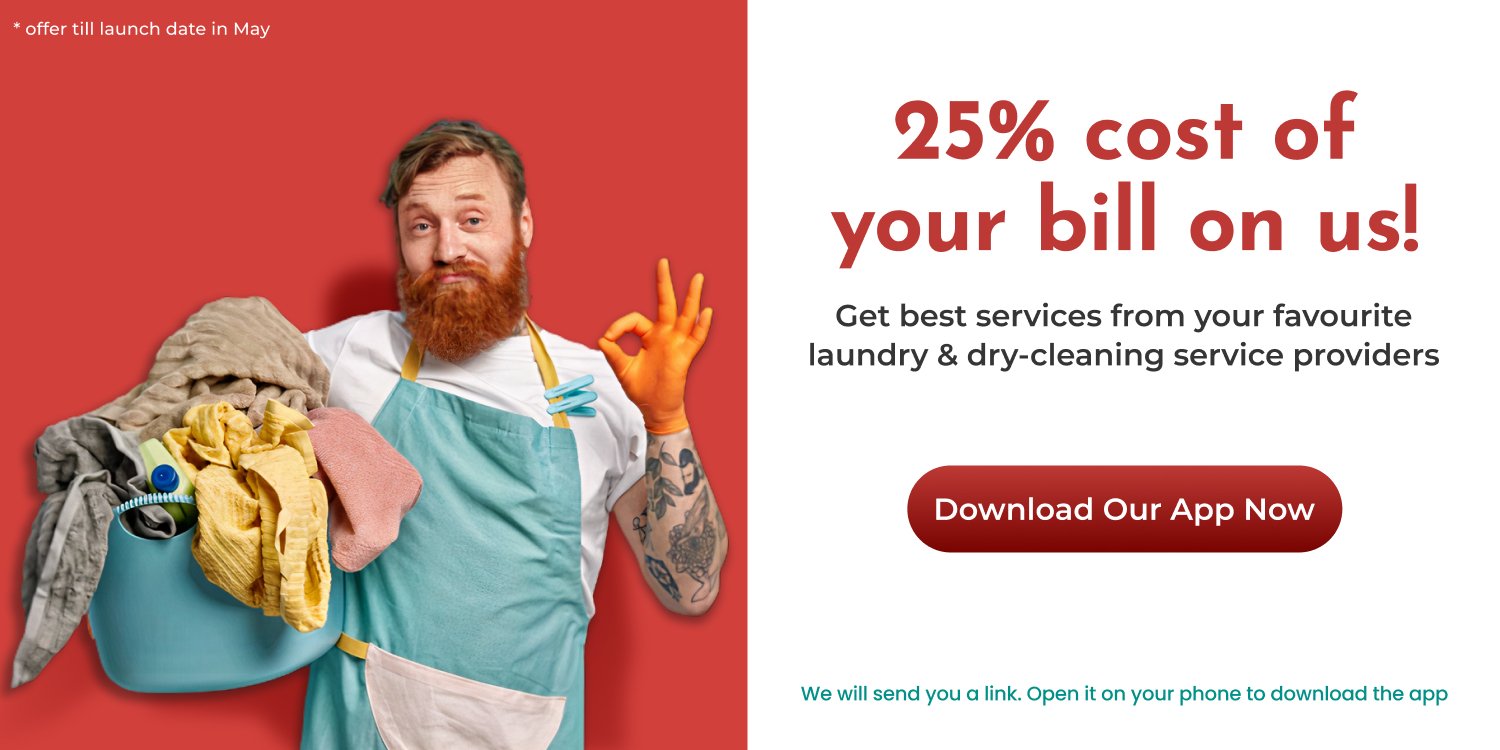 * offer till launch date in May
25% cost of
your bill on us!
Get best services from your favourite
laundry & dry-cleaning service providers
Download Our App Now
We will send you a link. Open it on your phone to download the app